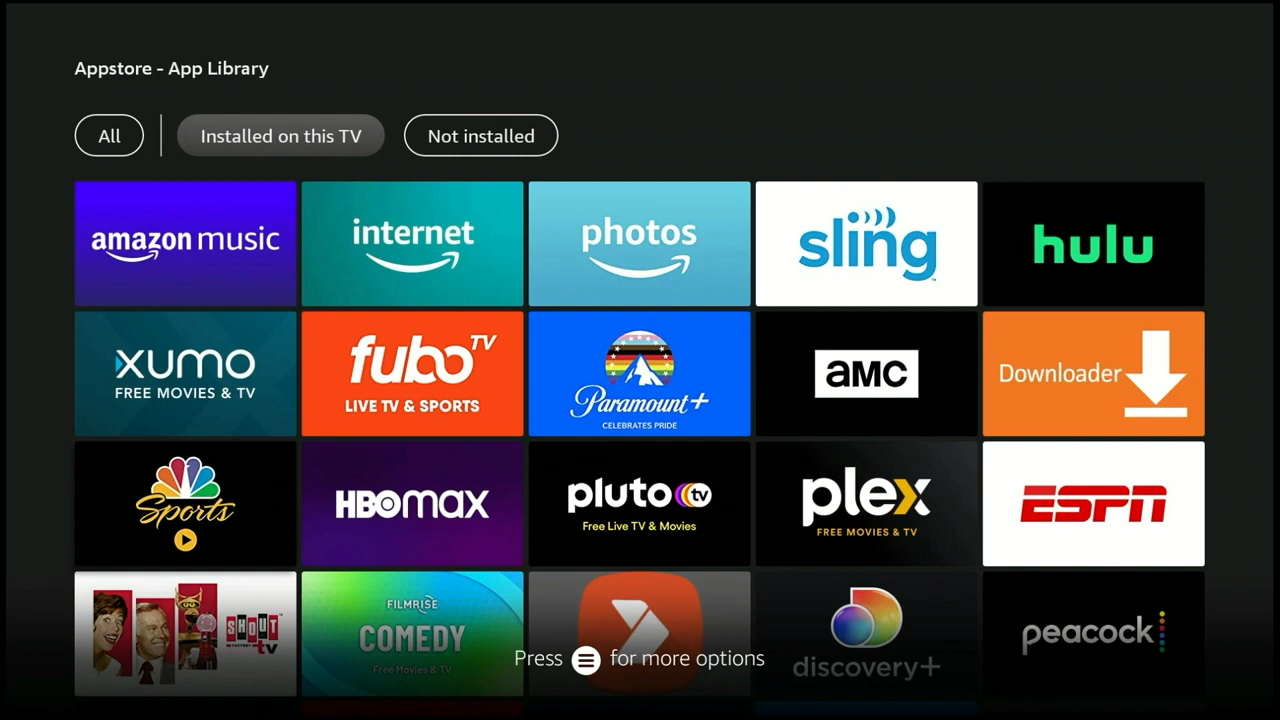 Appstore - App Library
All
Installed on this TV
Not installed
amazon music
internet
photos
sling
hulu
xumo
FREE MOVIES & TV
fubo TV
LIVE TV & SPORTS
Paramount+
CELEBRATES PRIDE
aMC
Downloader
Sports
HBOMAX
pluto tv
Free Live TV & Movies
plex
FREE MOVIES & TV
ESPN
SHOUT!
FACTORY
tv
FILMRISE
COMEDY
Free Movies & TV
discovery+
peacock
Press for more options